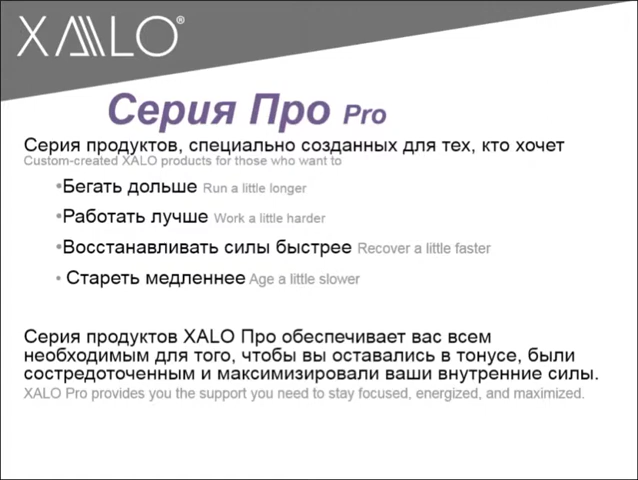 XALO®
Серия Про Pro
Серия продуктов, специально созданных для тех, кто хочет
Custom-created XALO products for those who want to
•Бегать дольше Run a little longer
•Работать лучше Work a little harder
•Восстанавливать силы быстрее Recover a little faster
• Стареть медленнее Age a little slower
Серия продуктов XALO Про обеспечивает вас всем
необходимым для того, чтобы вы оставались в тонусе, были
состредоточенным и максимизировали ваши внутренние силы.
XALO Pro provides you the support you need to stay focused, energized, and maximized.